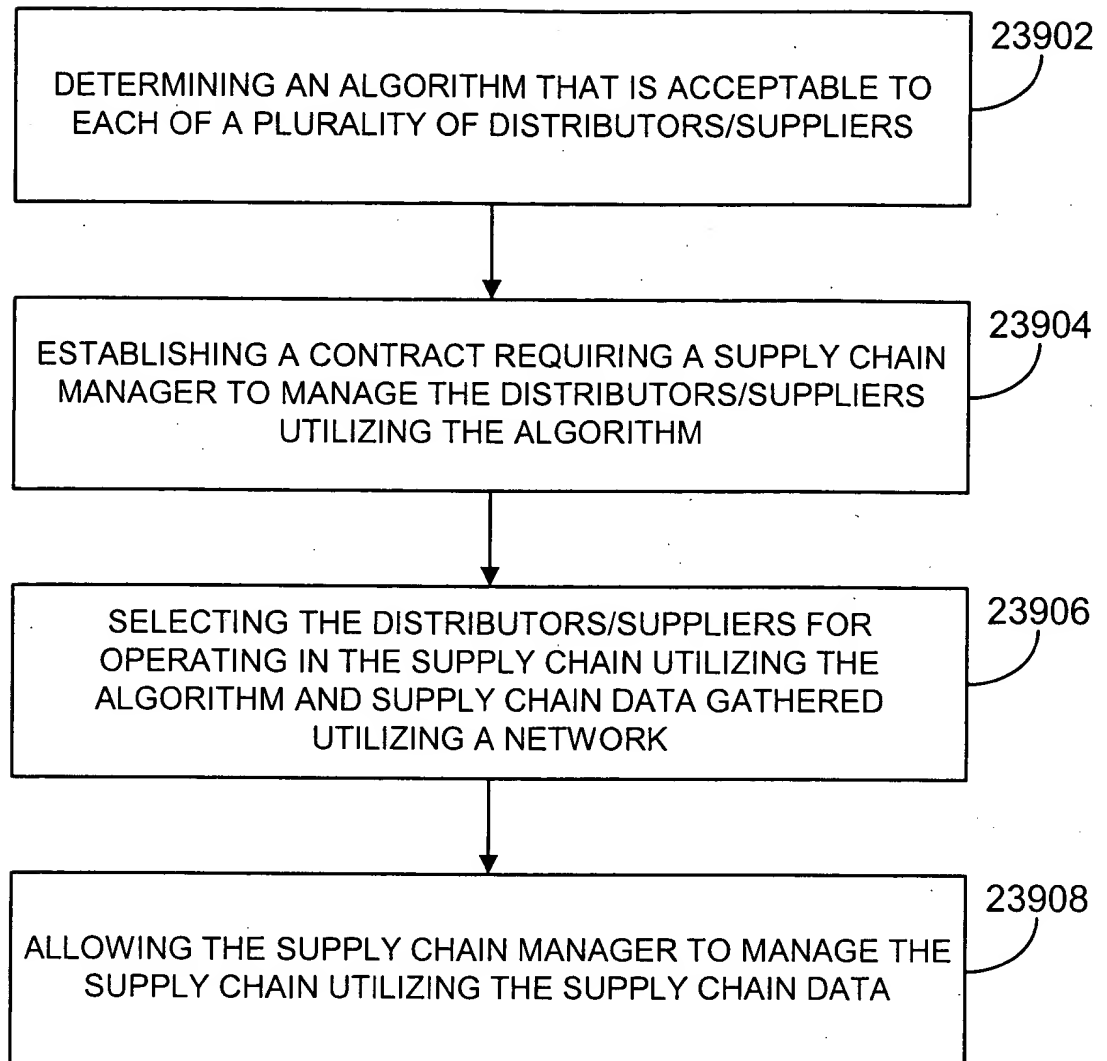 23902
DETERMINING AN ALGORITHM THAT IS ACCEPTABLE TO
EACH OF A PLURALITY OF DISTRIBUTORS/SUPPLIERS
23904
ESTABLISHING A CONTRACT REQUIRING A SUPPLY CHAIN
MANAGER TO MANAGE THE DISTRIBUTORS/SUPPLIERS
UTILIZING THE ALGORITHM
23906
SELECTING THE DISTRIBUTORS/SUPPLIERS FOR
OPERATING IN THE SUPPLY CHAIN UTILIZING THE
ALGORITHM AND SUPPLY CHAIN DATA GATHERED
UTILIZING A NETWORK
23908
ALLOWING THE SUPPLY CHAIN MANAGER TO MANAGE THE
SUPPLY CHAIN UTILIZING THE SUPPLY CHAIN DATA